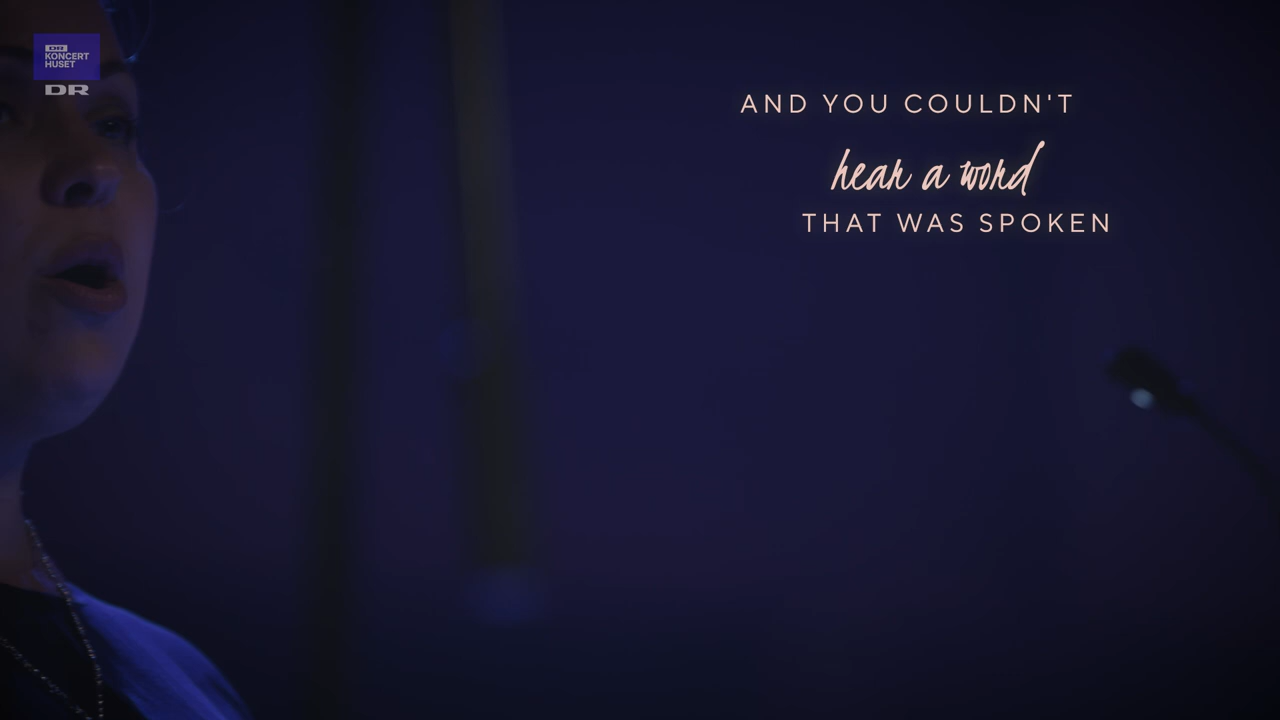 DR
KONCERT
HUSET
DR
AND YOU COULDN'T
hear a word
THAT WAS SPOKEN